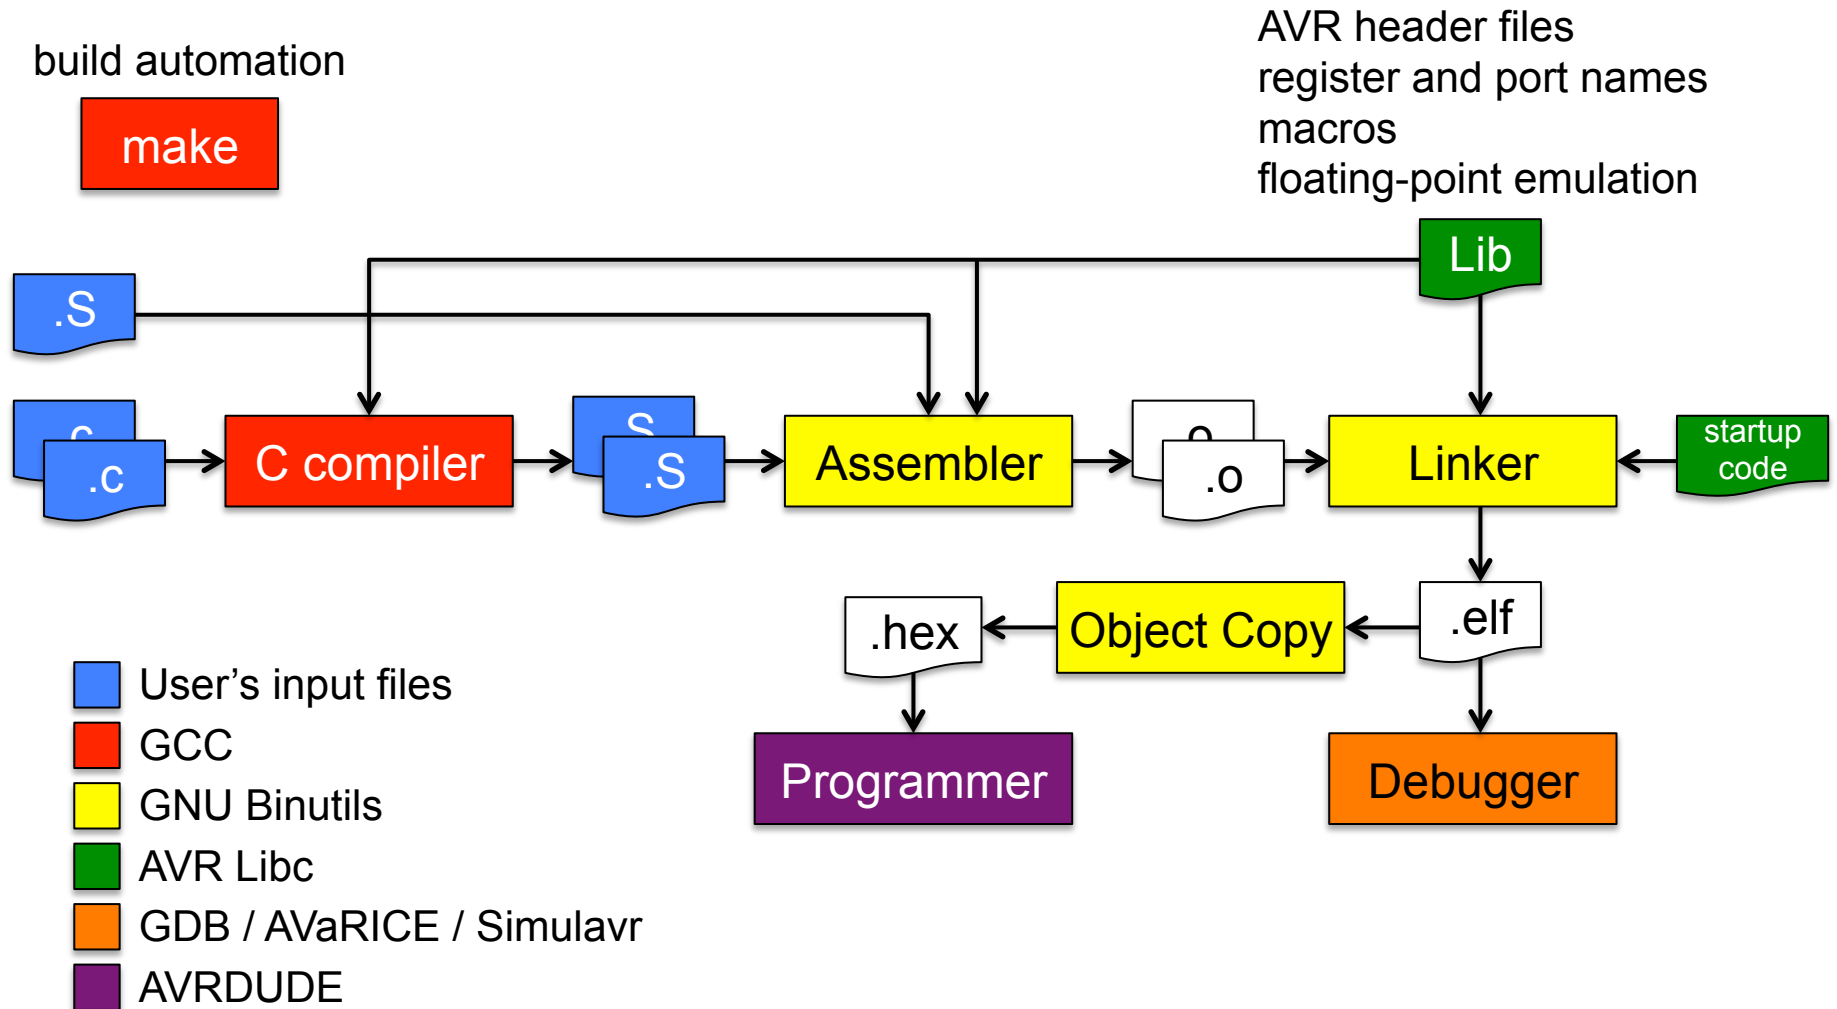 build automation
make
AVR header files
register and port names
macros
floating-point emulation
Lib
.S
.c
.c
C compiler
.S
.S
Assembler
.o
.o
Linker
startup
code
.hex
Object Copy
.elf
Programmer
Debugger
User’s input files
GCC
GNU Binutils
AVR Libc
GDB / AVaRICE / Simulavr
AVRDUDE